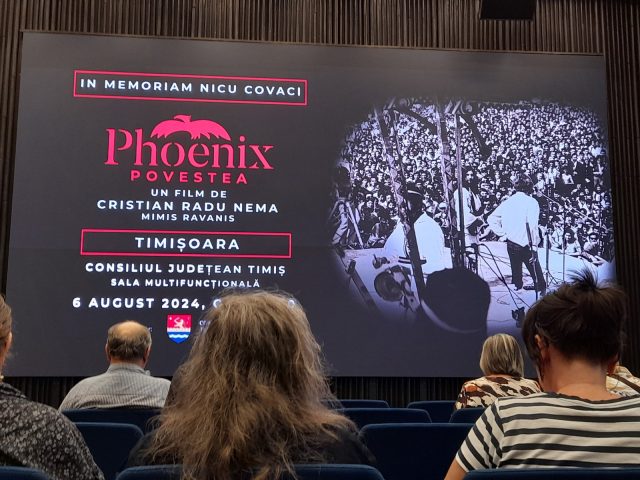 IN MEMORIAM NICU COVACI
Phoenix
POVESTEA
UN FILM DE
CRISTIAN RADU NEMA
MIMIS RAVANIS
TIMIȘOARA
CONSILIUL JUDEȚEAN TIMIȘ
SALA MULTIFUNCȚIONALĂ
6 AUGUST 2024,